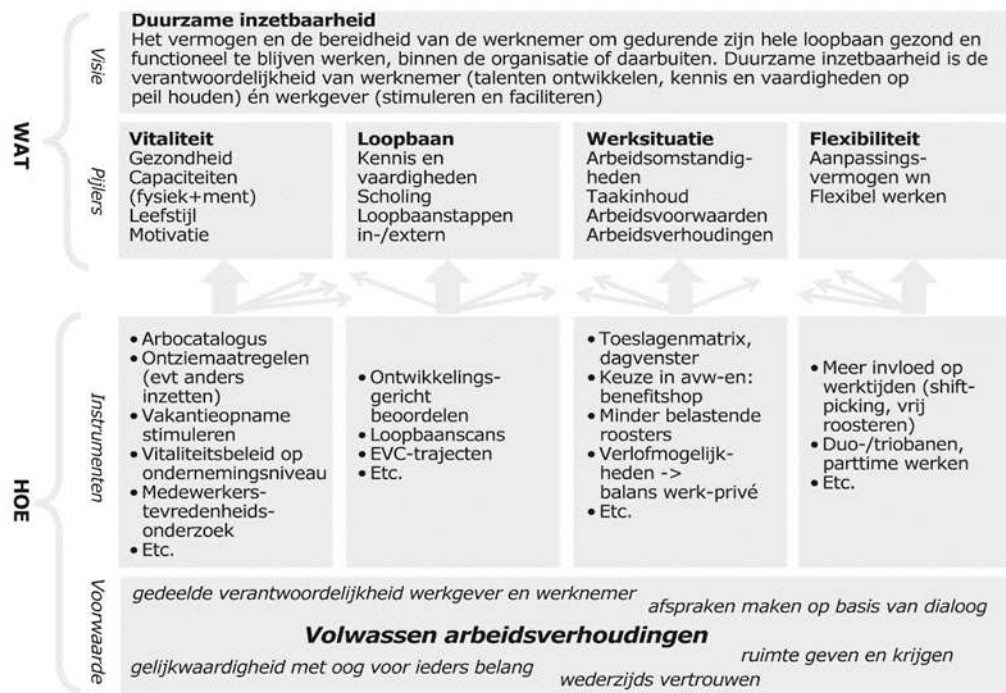 WAT
Visie
Duurzame inzetbaarheid
Het vermogen en de bereidheid van de werknemer om gedurende zijn hele loopbaan gezond en
functioneel te blijven werken, binnen de organisatie of daarbuiten. Duurzame inzetbaarheid is de
verantwoordelijkheid van werknemer (talenten ontwikkelen, kennis en vaardigheden op
peil houden) én werkgever (stimuleren en faciliteren)
Pijlers
Vitaliteit
Gezondheid
Capaciteiten
(fysiek+ment)
Leefstijl
Motivatie
Loopbaan
Kennis en
vaardigheden
Scholing
Loopbaanstappen
in-/extern
Werksituatie
Arbeidsomstandig-
heden
Taakinhoud
Arbeidsvoorwaarden
Arbeidsverhoudingen
Flexibiliteit
Aanpassings-
vermogen wn
Flexibel werken
HOE
Instrumenten
• Arbocatalogus
• Ontziemaatregelen
(evt anders
inzetten)
• Vakantieopname
stimuleren
• Vitaliteitsbeleid op
ondernemingsniveau
• Medewerkers-
tevredenheids-
onderzoek
• Etc.
• Ontwikkelings-
gericht
beoordelen
• Loopbaanscans
• EVC-trajecten
• Etc.
• Toeslagenmatrix,
dagvenster
• Keuze in avw-en:
benefitshop
• Minder belastende
roosters
• Verlofmogelijk-
heden ->
balans werk-privé
• Etc.
• Meer invloed op
werktijden (shift-
picking, vrij
roosteren)
• Duo-/triobanen,
parttime werken
• Etc.
Voorwaarde
gedeelde verantwoordelijkheid werkgever en werknemer
afspraken maken op basis van dialoog
Volwassen arbeidsverhoudingen
ruimte geven en krijgen
gelijkwaardigheid met oog voor ieders belang
wederzijds vertrouwen